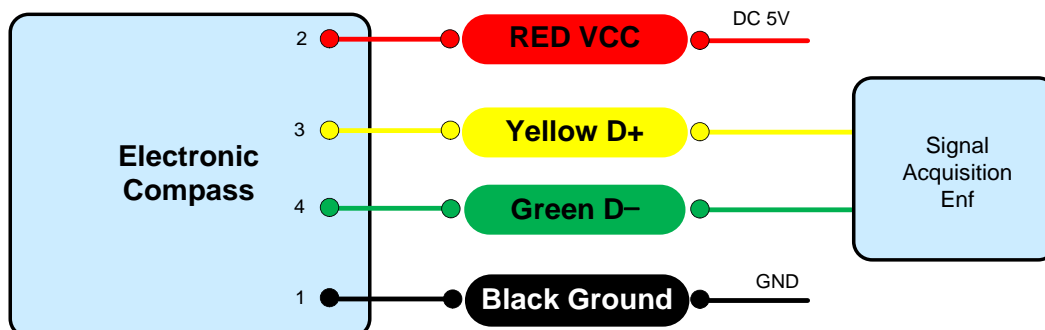 2
RED VCC
DC 5V
3
Yellow D+
Electronic
Compass
Signal
Acquisition
Enf
4
Green D−
1
Black Ground
GND